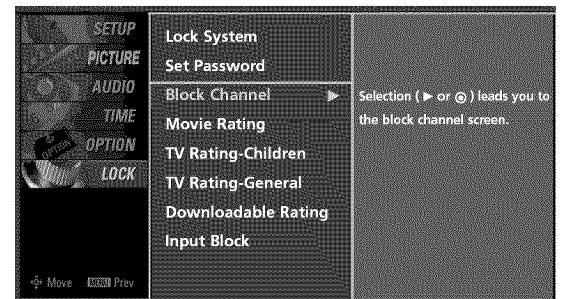 SETUP
PICTURE
AUDIO
TIME
OPTION
LOCK
Move MENU Prev
Lock System
Set Password
Block Channel ▶
Movie Rating
TV Rating-Children
TV Rating-General
Downloadable Rating
Input Block
Selection ( ▶ or ◉ ) leads you to
the block channel screen.